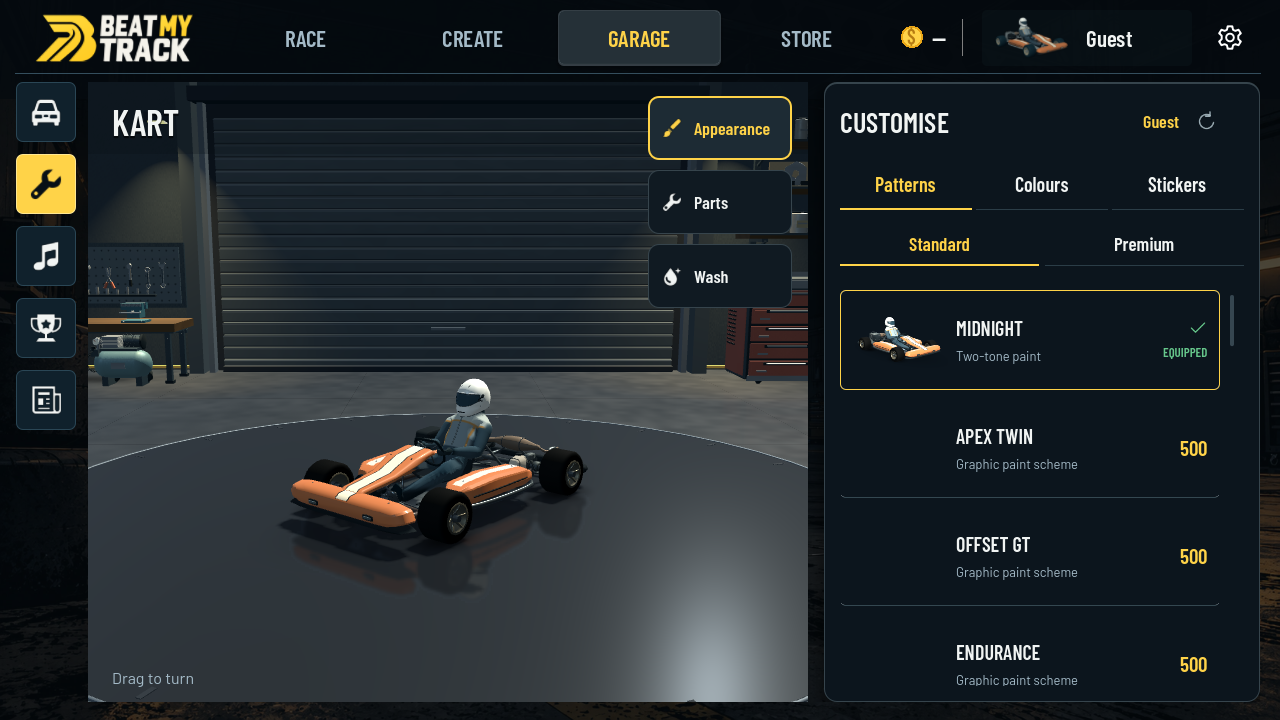 BEAT MY
TRACK
RACE
CREATE
GARAGE
STORE
–
Guest
KART
Appearance
Parts
Wash
Drag to turn
CUSTOMISE
Guest
Patterns
Colours
Stickers
Standard
Premium
MIDNIGHT
Two-tone paint
EQUIPPED
APEX TWIN
Graphic paint scheme
500
OFFSET GT
Graphic paint scheme
500
ENDURANCE
Graphic paint scheme
500